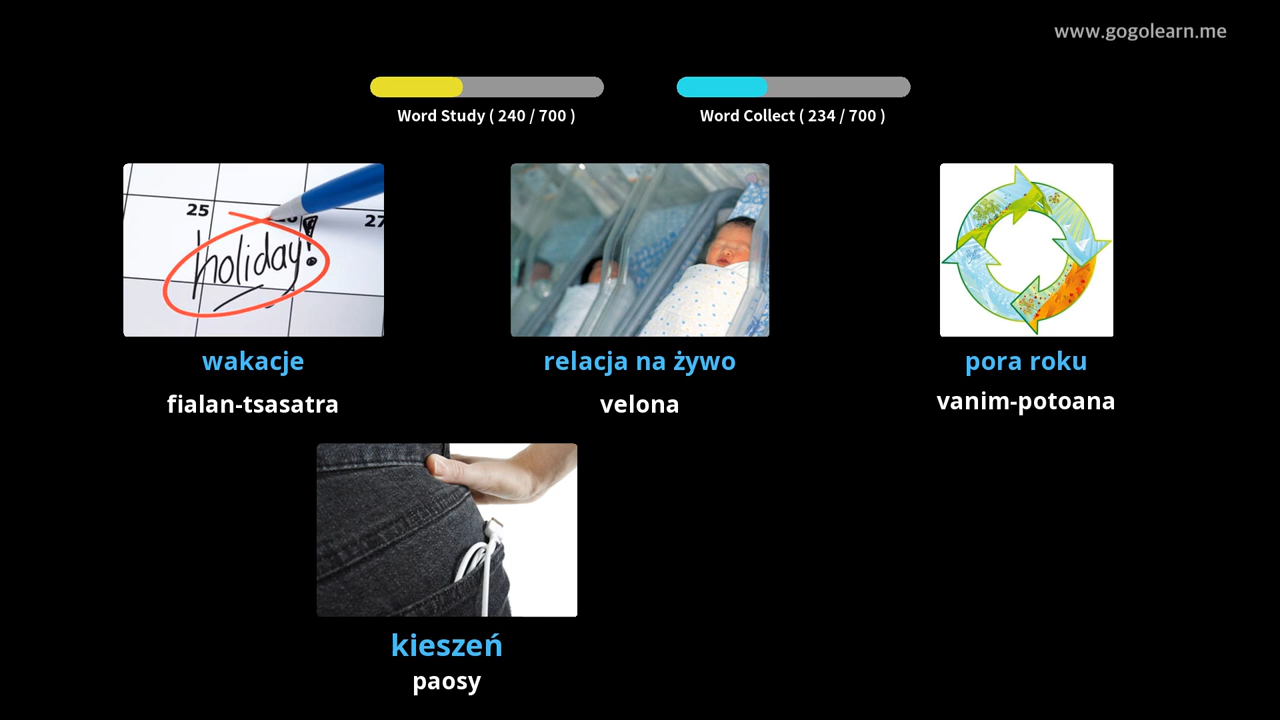 www.gogolearn.me
Word Study ( 240 / 700 )
Word Collect ( 234 / 700 )
25
27
holiday!
wakacje
relacja na żywo
pora roku
fialan-tsasatra
velona
vanim-potoana
kieszeń
paosy